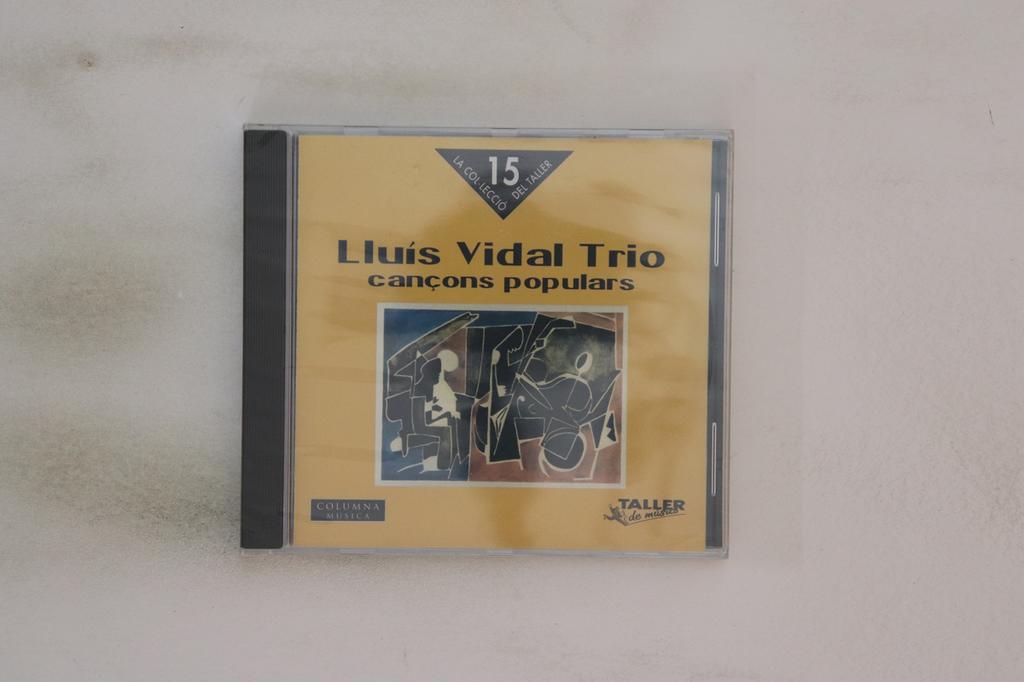 15
LA COL·LECCIÓ DEL TALLER
Lluís Vidal Trio
cançons populars
COLUMNA
MÚSICA
TALLER
de músics